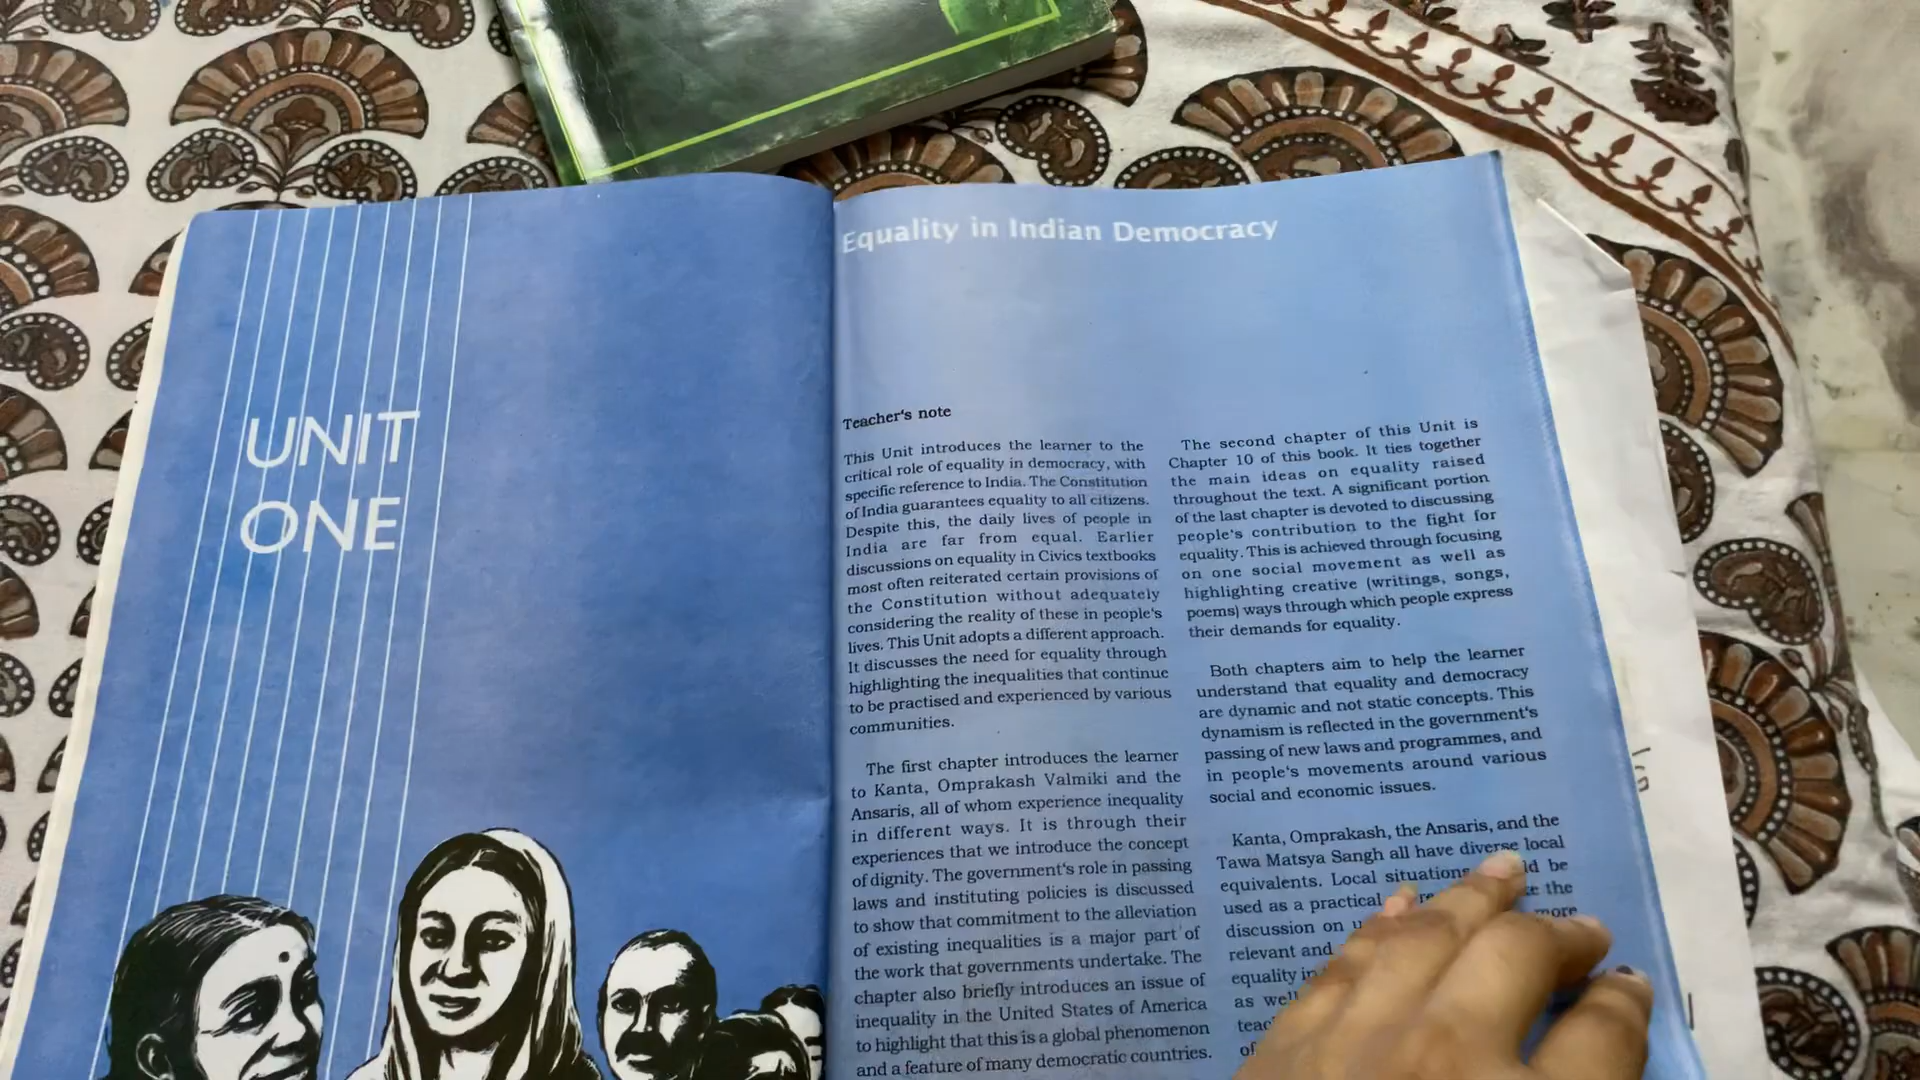 UNIT
ONE
Equality in Indian Democracy
Teacher's note
This Unit introduces the learner to the
critical role of equality in democracy, with
specific reference to India. The Constitution
of India guarantees equality to all citizens.
Despite this, the daily lives of people in
India are far from equal. Earlier
discussions on equality in Civics textbooks
most often reiterated certain provisions of
the Constitution without adequately
considering the reality of these in people's
lives. This Unit adopts a different approach.
It discusses the need for equality through
highlighting the inequalities that continue
to be practised and experienced by various
communities.
The first chapter introduces the learner
to Kanta, Omprakash Valmiki and the
Ansaris, all of whom experience inequality
in different ways. It is through their
experiences that we introduce the concept
of dignity. The government's role in passing
laws and instituting policies is discussed
to show that commitment to the alleviation
of existing inequalities is a major part of
the work that governments undertake. The
chapter also briefly introduces an issue of
inequality in the United States of America
to highlight that this is a global phenomenon
and a feature of many democratic countries.
The second chapter of this Unit is
Chapter 10 of this book. It ties together
the main ideas on equality raised
throughout the text. A significant portion
of the last chapter is devoted to discussing
people's contribution to the fight for
equality. This is achieved through focusing
on one social movement as well as
highlighting creative (writings, songs,
poems) ways through which people express
their demands for equality.
Both chapters aim to help the learner
understand that equality and democracy
are dynamic and not static concepts. This
dynamism is reflected in the government's
passing of new laws and programmes, and
in people's movements around various
social and economic issues.
Kanta, Omprakash, the Ansaris, and the
Tawa Matsya Sangh all have diverse local
equivalents. Local situations be
used as a practical the
discussion on more
relevant and
equality in
as well
of